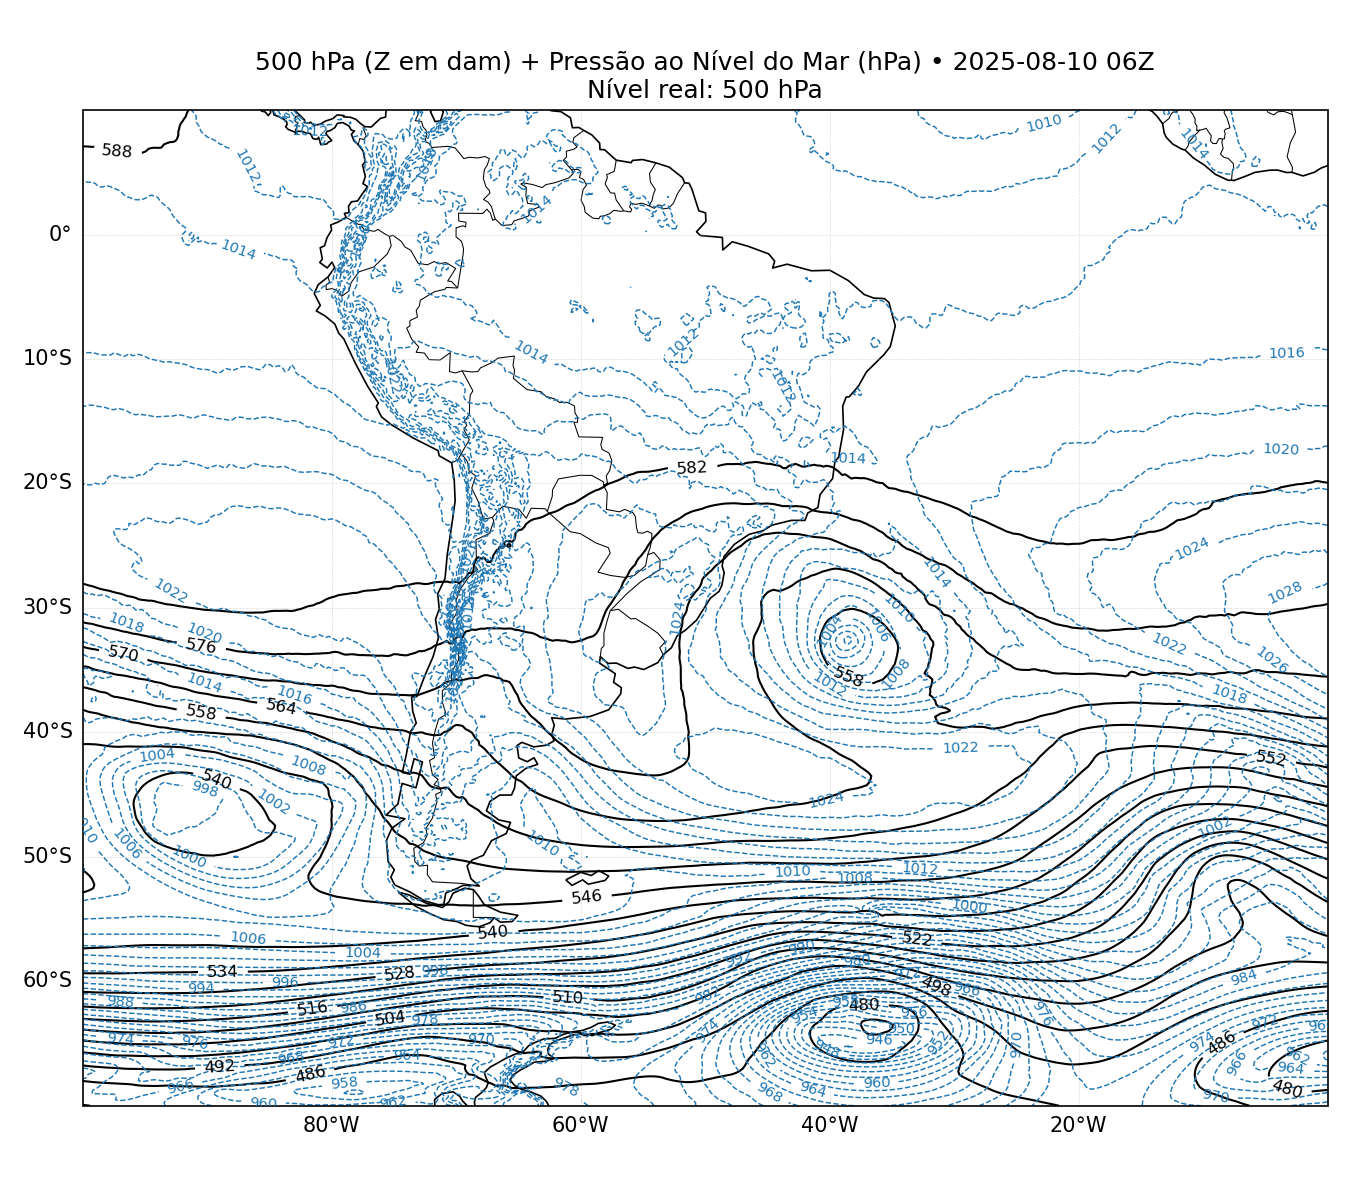 500 hPa (Z em dam) + Pressão ao Nível do Mar (hPa) • 2025-08-10 06Z
Nível real: 500 hPa
1012 1010 1012 1014
588 1012
1014
1014
0°
1014 1012
10°S 1016
1012
1014 1020
582
20°S
1024
1014
1022 1028
30°S 1018 1020 1024 1004 1006 1010
576 1022
570 1026
1014 1016 1012 558 1008 1018
558 564
40°S 1022
1004 1008 552
540 998 1002 1024
1006 1000 1010 1002
50°S 1010 1008 1012
546 1000
1006 540 522
1004 990
60°S 534 528 984
994 996 498
988 516 986 510 480 976
504 978 950 972
974 972 970 974 946 486
492 968 964 962
486 958 978 960 964
966 968 964 480
960 962 970
80°W 60°W 40°W 20°W